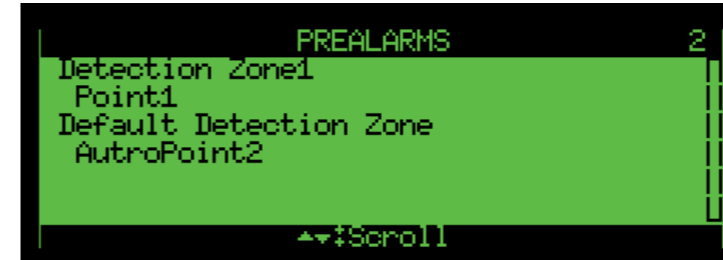 PREALARMS 2
Detection Zone1
Point1
Default Detection Zone
AutroPoint2
▲▼↕Scroll